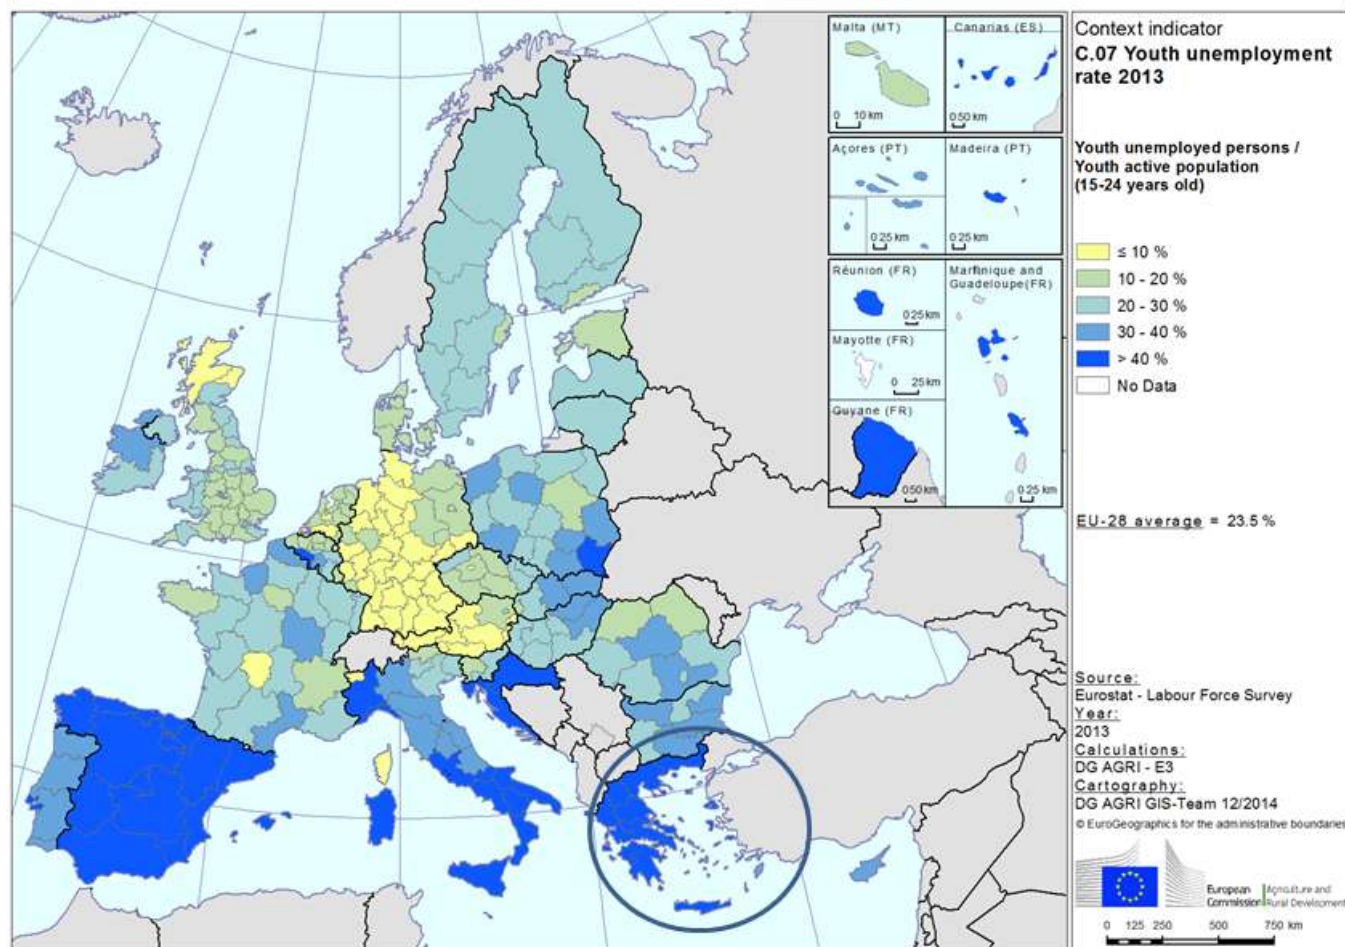 Malta (MT)
0 10 km
Canarias (ES)
0 50 km
Açores (PT)
0 25 km
Madeira (PT)
0 25 km
Réunion (FR)
0 25 km
Martinique and
Guadeloupe(FR)
Mayotte (FR)
0 25 km
Guyane (FR)
0 50 km
0 25 km
Context indicator
C.07 Youth unemployment
rate 2013
Youth unemployed persons /
Youth active population
(15-24 years old)
≤ 10 %
10 - 20 %
20 - 30 %
30 - 40 %
> 40 %
No Data
EU-28 average = 23.5 %
Source:
Eurostat - Labour Force Survey
Year:
2013
Calculations:
DG AGRI - E3
Cartography:
DG AGRI GIS-Team 12/2014
© EuroGeographics for the administrative boundaries
European
Commission
Agriculture and
Rural Development
0 125 250 500 750 km